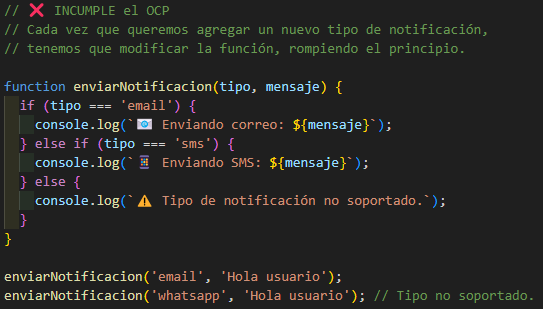 // ❌ INCUMPLE el OCP
// Cada vez que queremos agregar un nuevo tipo de notificación,
// tenemos que modificar la función, rompiendo el principio.

function enviarNotificacion(tipo, mensaje) {
  if (tipo === 'email') {
    console.log(`📧 Enviando correo: ${mensaje}`);
  } else if (tipo === 'sms') {
    console.log(`📱 Enviando SMS: ${mensaje}`);
  } else {
    console.log(`⚠️ Tipo de notificación no soportado.`);
  }
}

enviarNotificacion('email', 'Hola usuario');
enviarNotificacion('whatsapp', 'Hola usuario'); // Tipo no soportado.